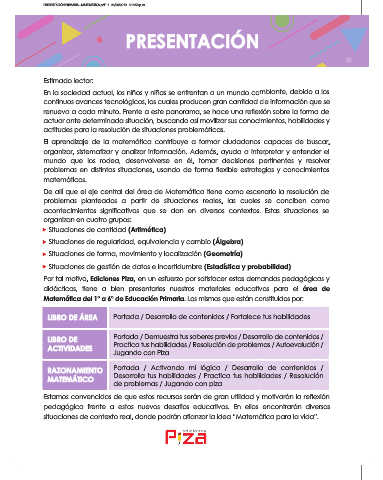 PRESENTACIÓN
Estimado lector:
En la sociedad actual, los niños y niñas se enfrentan a un mundo cambiante, debido a los
continuos avances tecnológicos, los cuales producen gran cantidad de información que se
renueva a cada minuto. Frente a este panorama, se hace una reflexión sobre la forma de
actuar ante determinada situación, buscando así movilizar sus conocimientos, habilidades y
actitudes para la resolución de situaciones problemáticas.
El aprendizaje de la matemática contribuye a formar ciudadanos capaces de buscar,
organizar, sistematizar y analizar información. Además, ayuda a interpretar y entender el
mundo que los rodea, desenvolverse en él, tomar decisiones pertinentes y resolver
problemas en distintas situaciones, usando de forma flexible estrategias y conocimientos
matemáticos.
De allí que el eje central del área de Matemática tiene como escenario la resolución de
problemas planteados a partir de situaciones reales, las cuales se conciben como
acontecimientos significativos que se dan en diversos contextos. Estas situaciones se
organizan en cuatro grupos:
Situaciones de cantidad (Aritmética)
Situaciones de regularidad, equivalencia y cambio (Álgebra)
Situaciones de forma, movimiento y localización (Geometría)
Situaciones de gestión de datos e incertidumbre (Estadística y probabilidad)
Por tal motivo, Ediciones Piza, en un esfuerzo por satisfacer estas demandas pedagógicas y
didácticas, tiene a bien presentarles nuestros materiales educativos para el área de
Matemática del 1° a 6° de Educación Primaria. Los mismos que están constituidos por:
LIBRO DE ÁREA
Portada / Desarrollo de contenidos / Fortalece tus habilidades
LIBRO DE
ACTIVIDADES
Portada / Demuestra tus saberes previos / Desarrollo de contenidos /
Practica tus habilidades / Resolución de problemas / Autoevaluación /
Jugando con Piza
RAZONAMIENTO
MATEMÁTICO
Portada / Activando mi lógica / Desarrollo de contenidos /
Desarrolla tus habilidades / Practica tus habilidades / Resolución
de problemas / Jugando con piza
Estamos convencidos de que estos recursos serán de gran utilidad y motivarán la reflexión
pedagógica frente a estos nuevos desafíos educativos. En ellos encontrarán diversas
situaciones de contexto real, donde podrán afianzar la idea "Matemática para la vida".
PIZA